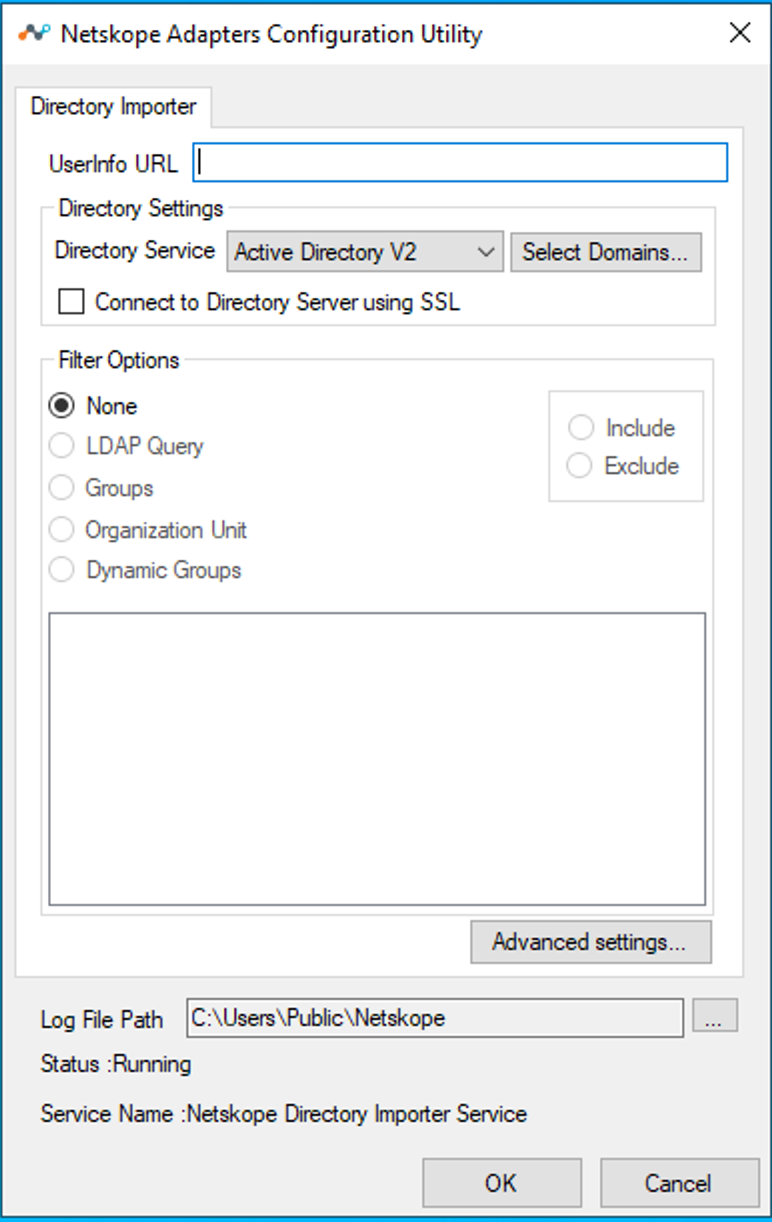 Netskope Adapters Configuration Utility
Directory Importer
UserInfo URL
Directory Settings
Directory Service Active Directory V2 Select Domains...
Connect to Directory Server using SSL
Filter Options
None
Include
LDAP Query
Exclude
Groups
Organization Unit
Dynamic Groups
Advanced settings...
Log File Path C:\Users\Public\Netskope ...
Status :Running
Service Name :Netskope Directory Importer Service
OK Cancel